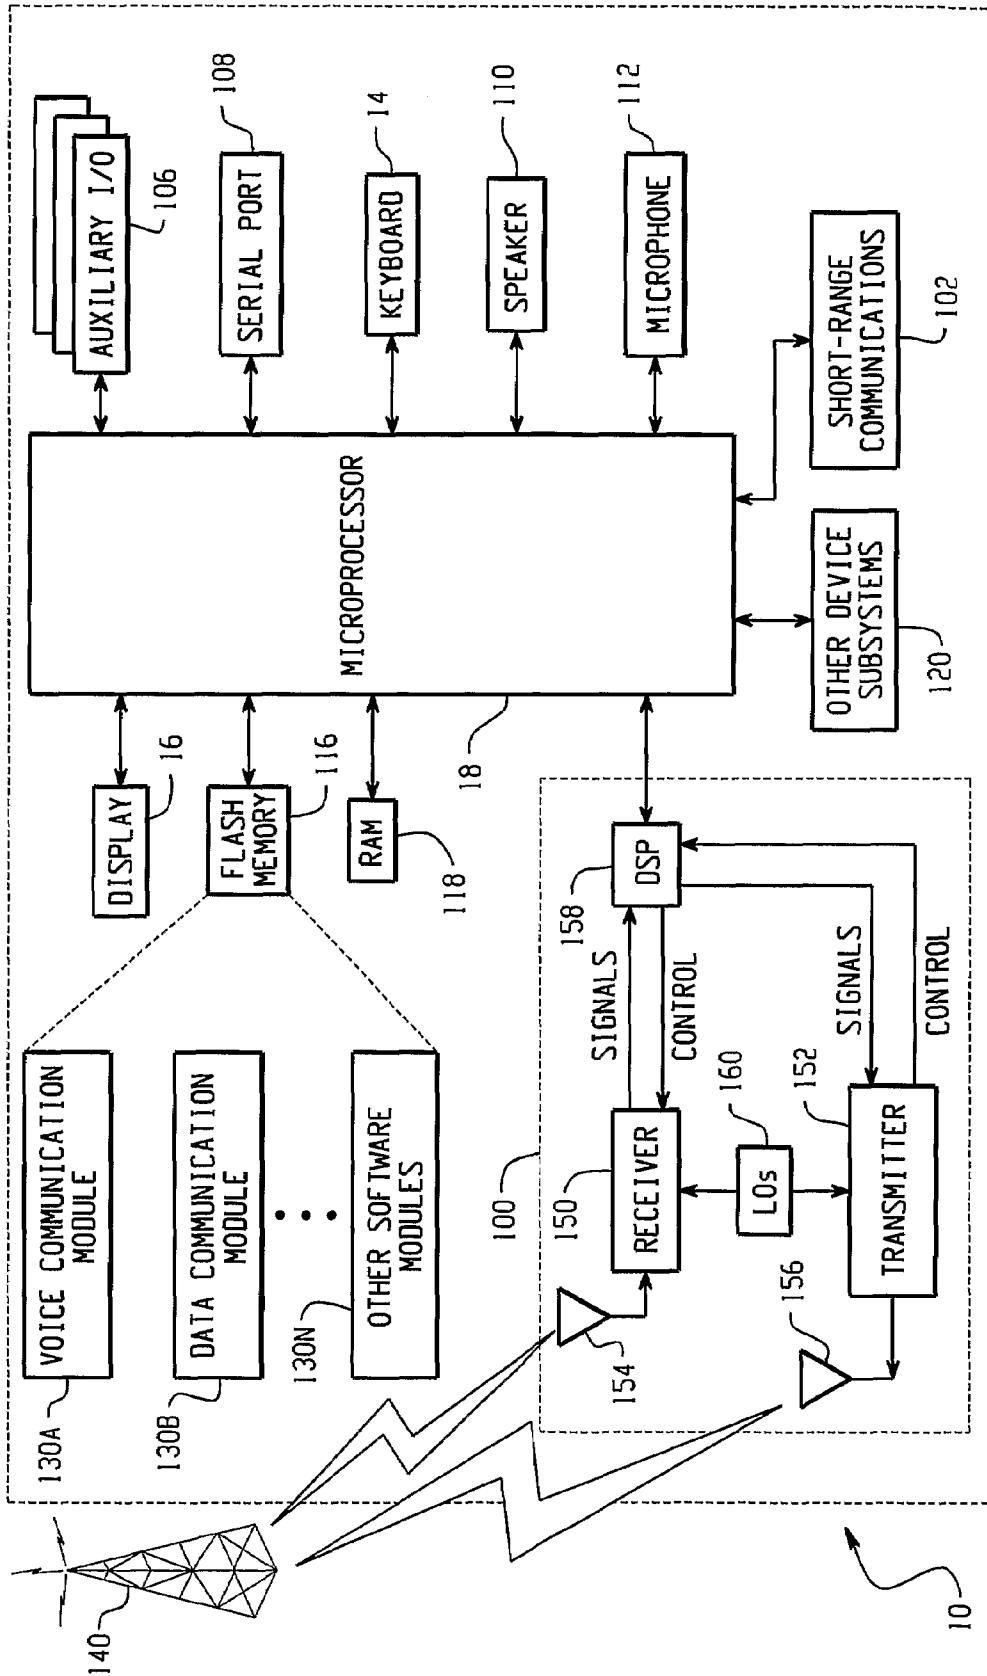 140
10
130A
VOICE COMMUNICATION
MODULE
130B
DATA COMMUNICATION
MODULE
130N
OTHER SOFTWARE
MODULES
DISPLAY
16
FLASH
MEMORY
116
RAM
118
MICROPROCESSOR
18
AUXILIARY I/O
106
SERIAL PORT
108
KEYBOARD
14
SPEAKER
110
MICROPHONE
112
SHORT-RANGE
COMMUNICATIONS
102
OTHER DEVICE
SUBSYSTEMS
120
100
154
150
RECEIVER
SIGNALS
CONTROL
158
DSP
160
LOs
156
152
TRANSMITTER
SIGNALS
CONTROL